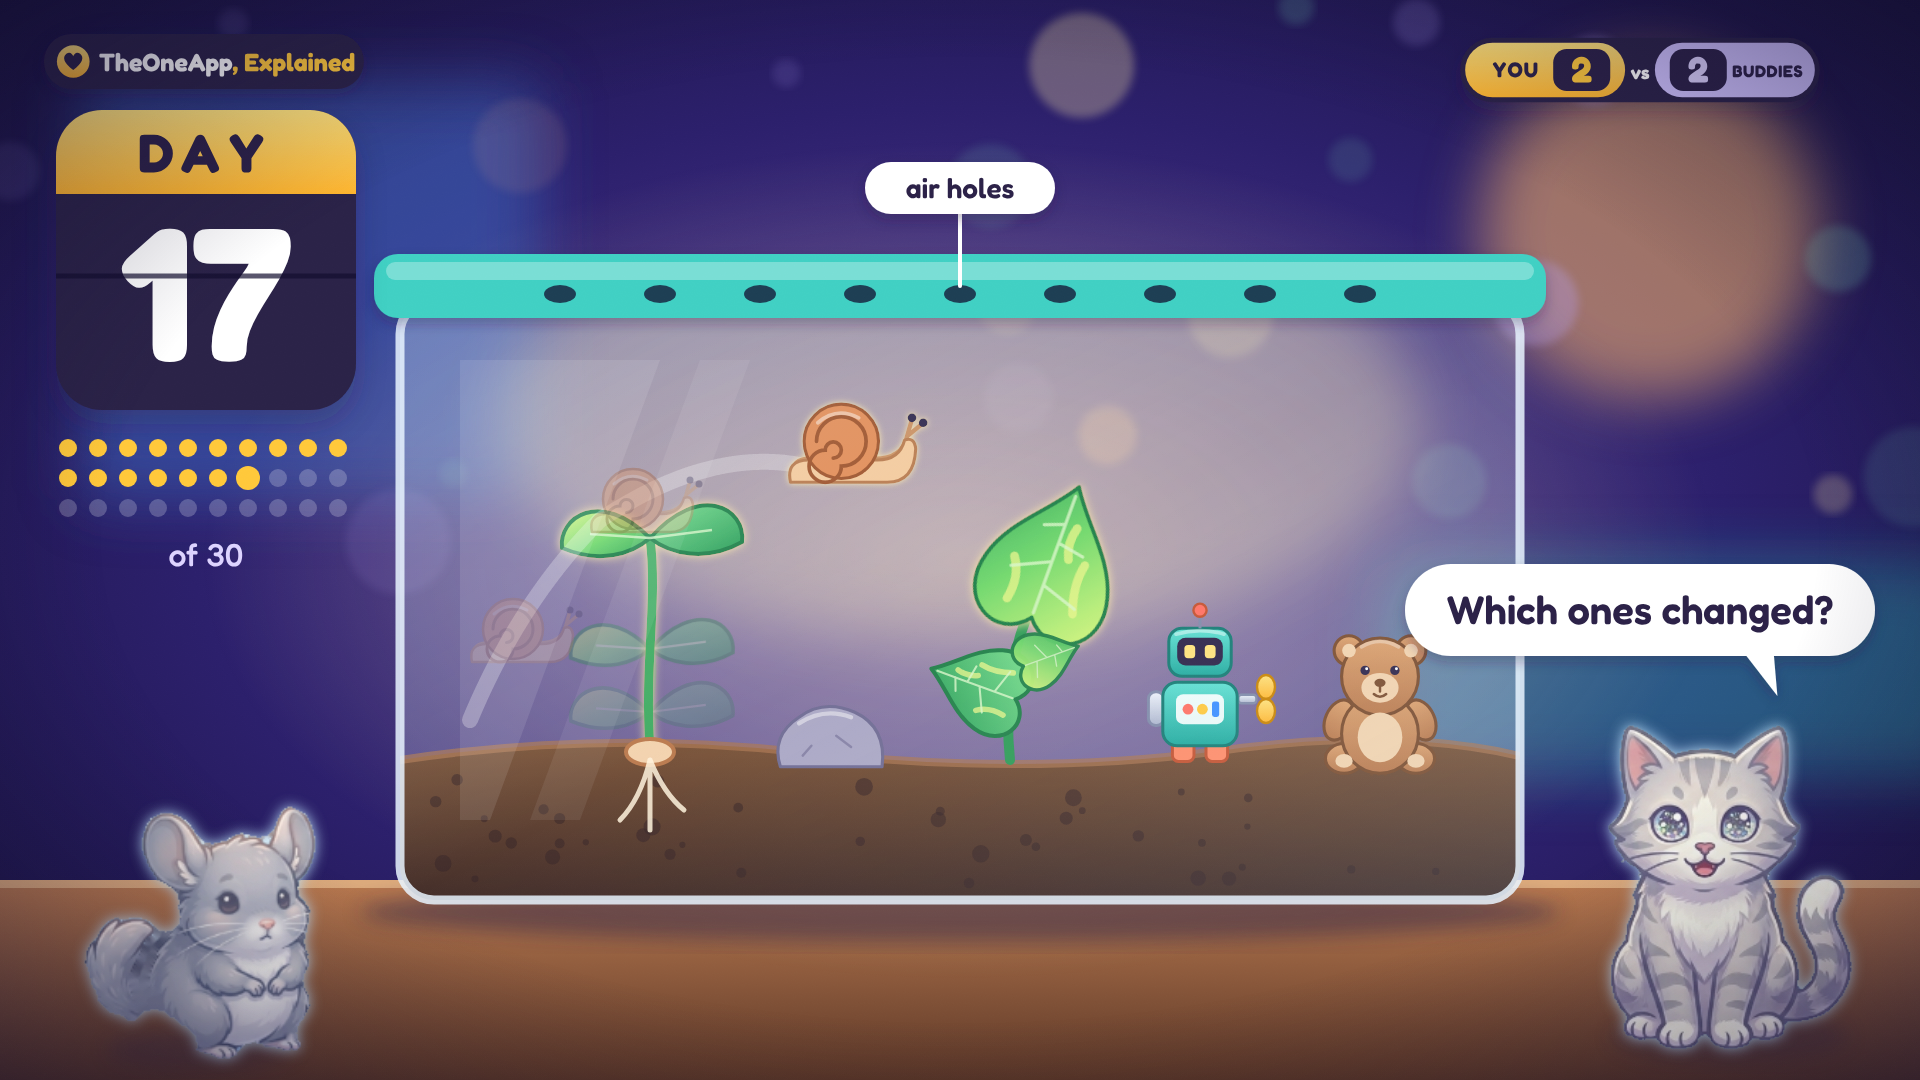 TheOneApp, Explained
YOU 2 vs 2 BUDDIES
DAY
17
of 30
air holes
Which ones changed?